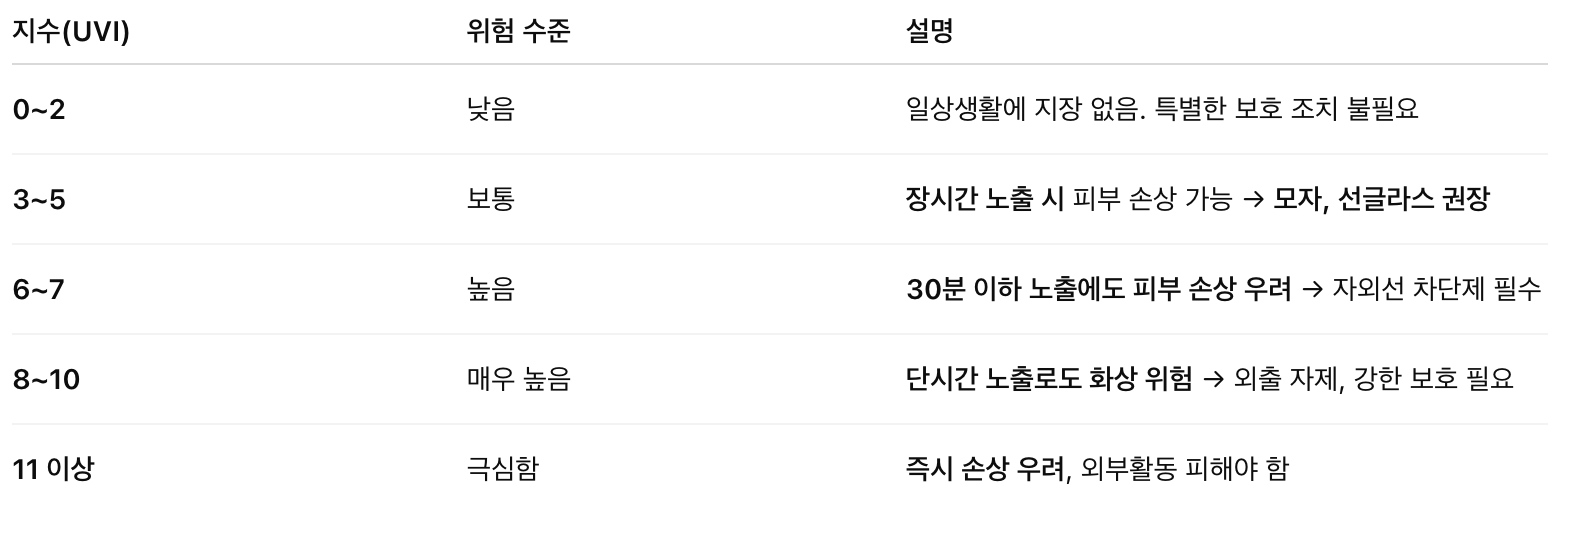 지수(UVI) 위험 수준 설명
0~2 낮음 일상생활에 지장 없음. 특별한 보호 조치 불필요
3~5 보통 장시간 노출 시 피부 손상 가능 → 모자, 선글라스 권장
6~7 높음 30분 이하 노출에도 피부 손상 우려 → 자외선 차단제 필수
8~10 매우 높음 단시간 노출로도 화상 위험 → 외출 자제, 강한 보호 필요
11 이상 극심함 즉시 손상 우려, 외부활동 피해야 함